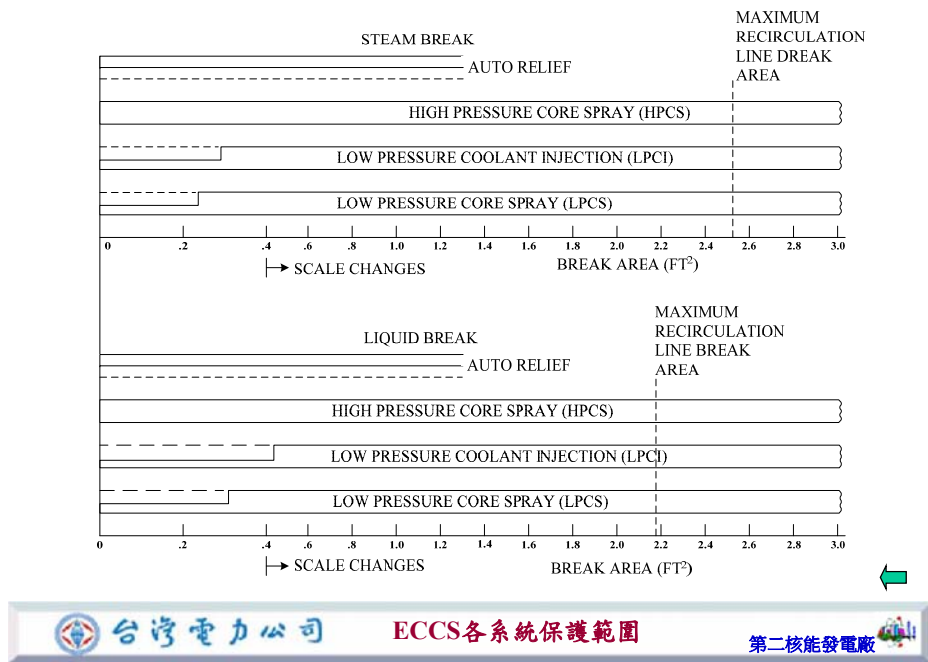 STEAM BREAK
MAXIMUM
RECIRCULATION
LINE DREAK
AREA
AUTO RELIEF
HIGH PRESSURE CORE SPRAY (HPCS)
LOW PRESSURE COOLANT INJECTION (LPCI)
LOW PRESSURE CORE SPRAY (LPCS)
0 .2 .4 .6 .8 1.0 1.2 1.4 1.6 1.8 2.0 2.2 2.4 2.6 2.8 3.0
SCALE CHANGES
BREAK AREA (FT²)
LIQUID BREAK
MAXIMUM
RECIRCULATION
LINE BREAK
AREA
AUTO RELIEF
HIGH PRESSURE CORE SPRAY (HPCS)
LOW PRESSURE COOLANT INJECTION (LPCI)
LOW PRESSURE CORE SPRAY (LPCS)
0 .2 .4 .6 .8 1.0 1.2 1.4 1.6 1.8 2.0 2.2 2.4 2.6 2.8 3.0
SCALE CHANGES
BREAK AREA (FT²)
台灣電力公司
ECCS各系統保護範圍
第二核能發電廠